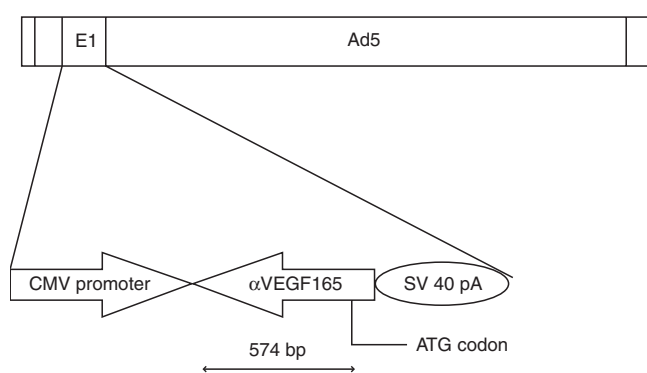 E1
Ad5
CMV promoter
αVEGF165
SV 40 pA
574 bp
ATG codon